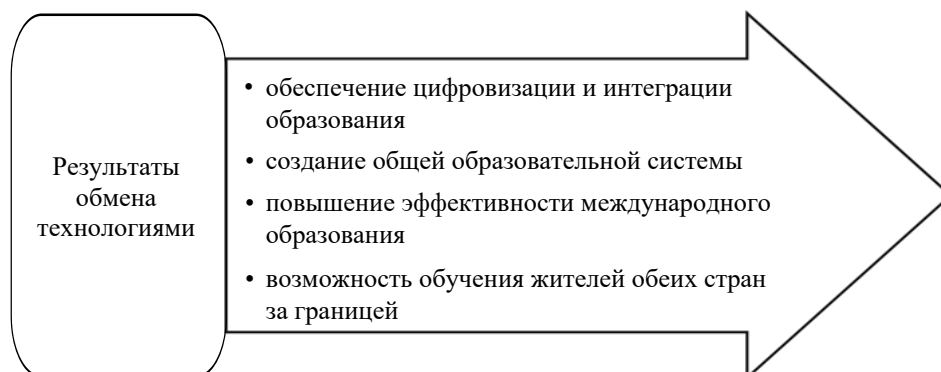 Результаты
обмена
технологиями
• обеспечение цифровизации и интеграции
образования
• создание общей образовательной системы
• повышение эффективности международного
образования
• возможность обучения жителей обеих стран
за границей